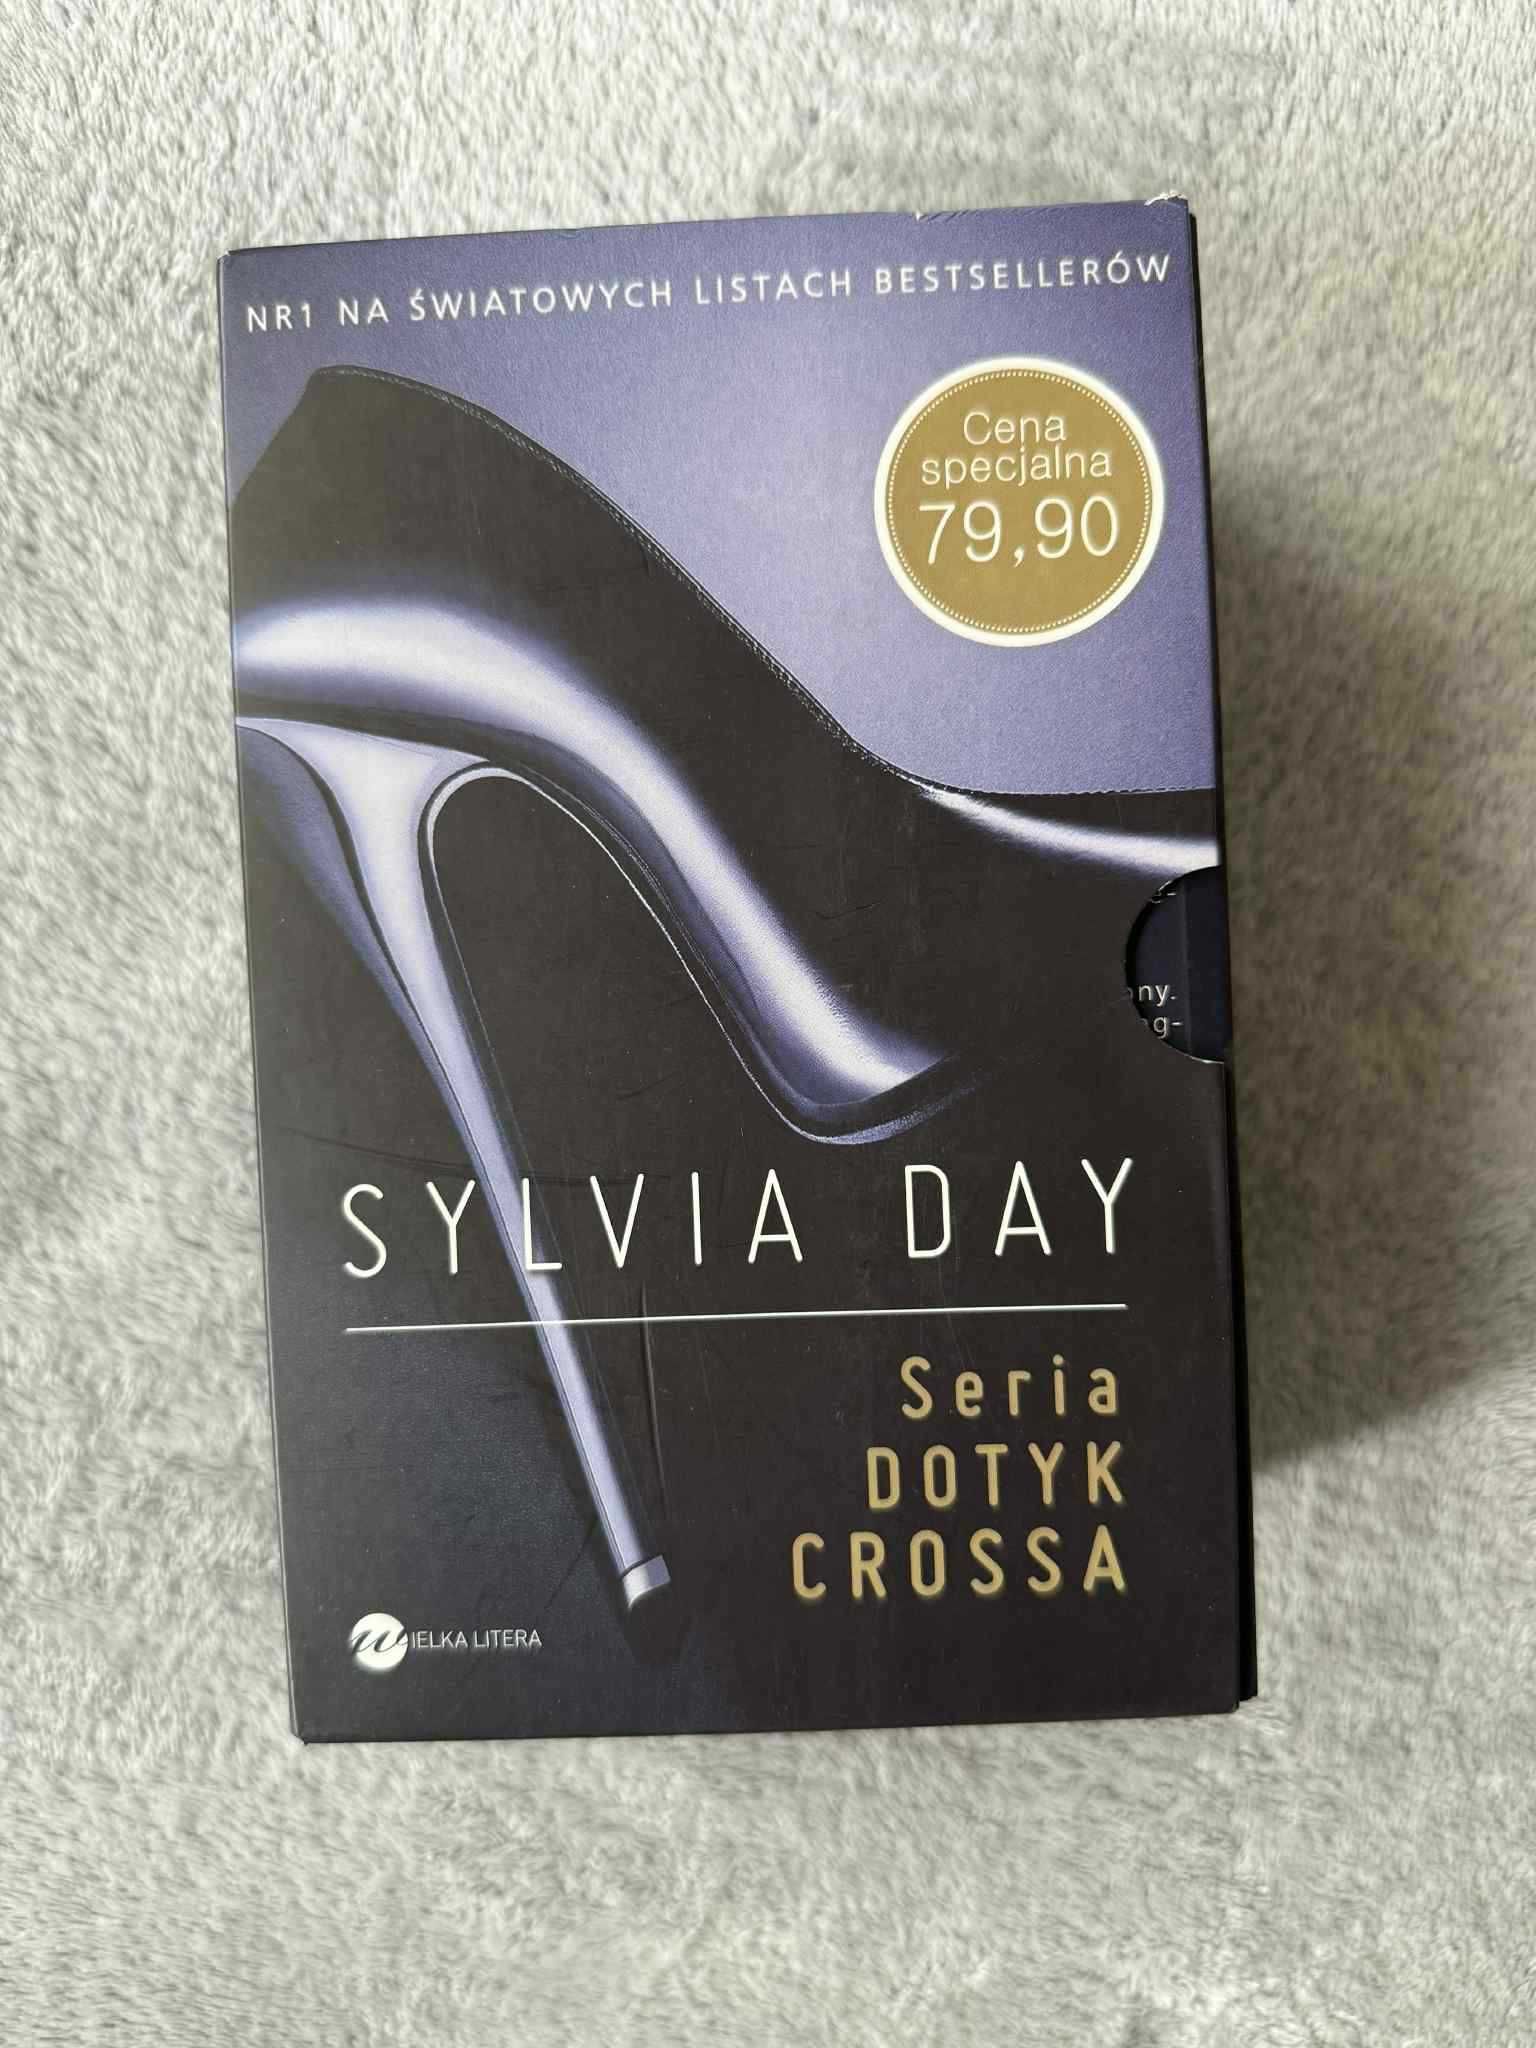 NR1 NA ŚWIATOWYCH LISTACH BESTSELLERÓW
Cena
specjalna
79,90
SYLVIA DAY
Seria
DOTYK
CROSSA
WIELKA LITERA